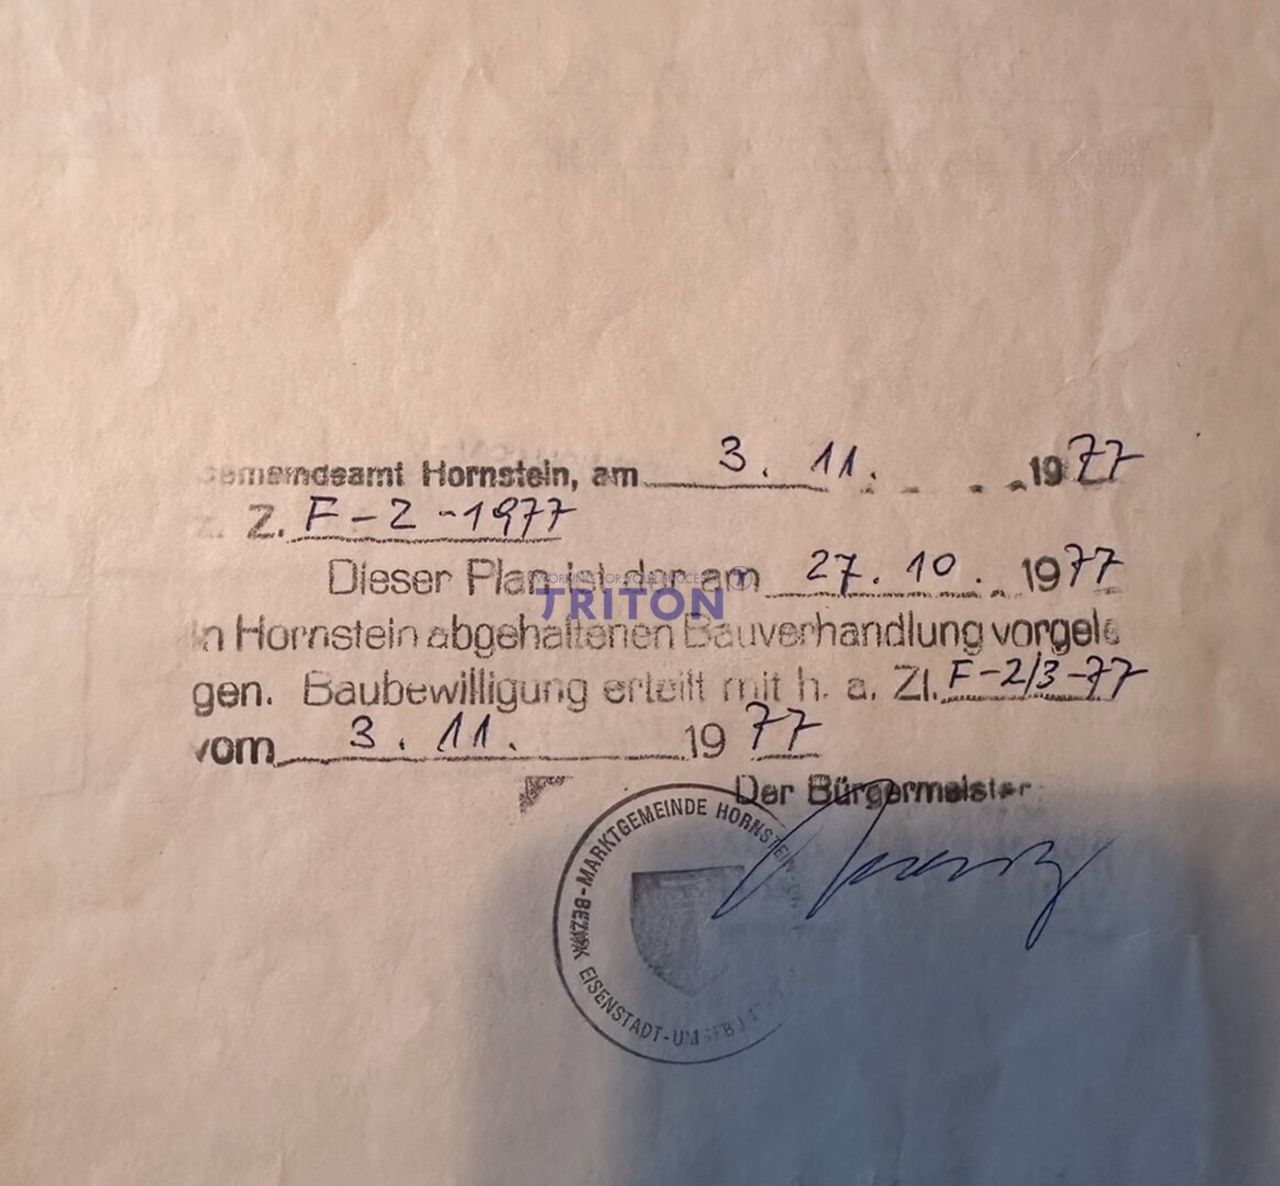 Gemeindeamt Hornstein, am 3. 11. 1977
Z. F-2-1977
Dieser Plan ist der am 27. 10. 1977
in Hornstein abgehaltenen Bauverhandlung vorgele
gen. Baubewilligung erteilt mit h. a. Zl. F-2/3-77
vom 3. 11. 1977
Der Bürgermeister
MARKTGEMEINDE HORNSTEIN
BEZIRK EISENSTADT-UMGEBUNG
TRITON